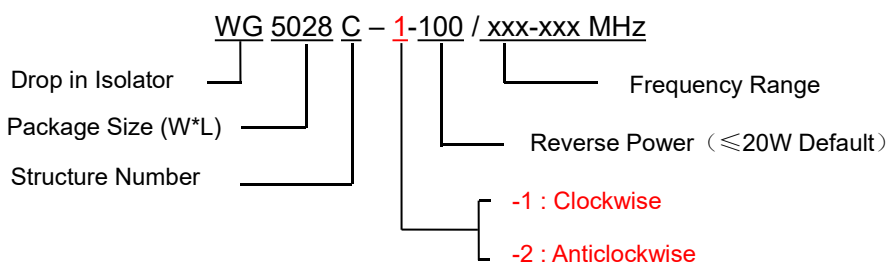 WG 5028 C – 1-100 / xxx-xxx MHz
Drop in Isolator
Frequency Range
Package Size (W*L)
Reverse Power（≤20W Default）
Structure Number
-1 : Clockwise
-2 : Anticlockwise